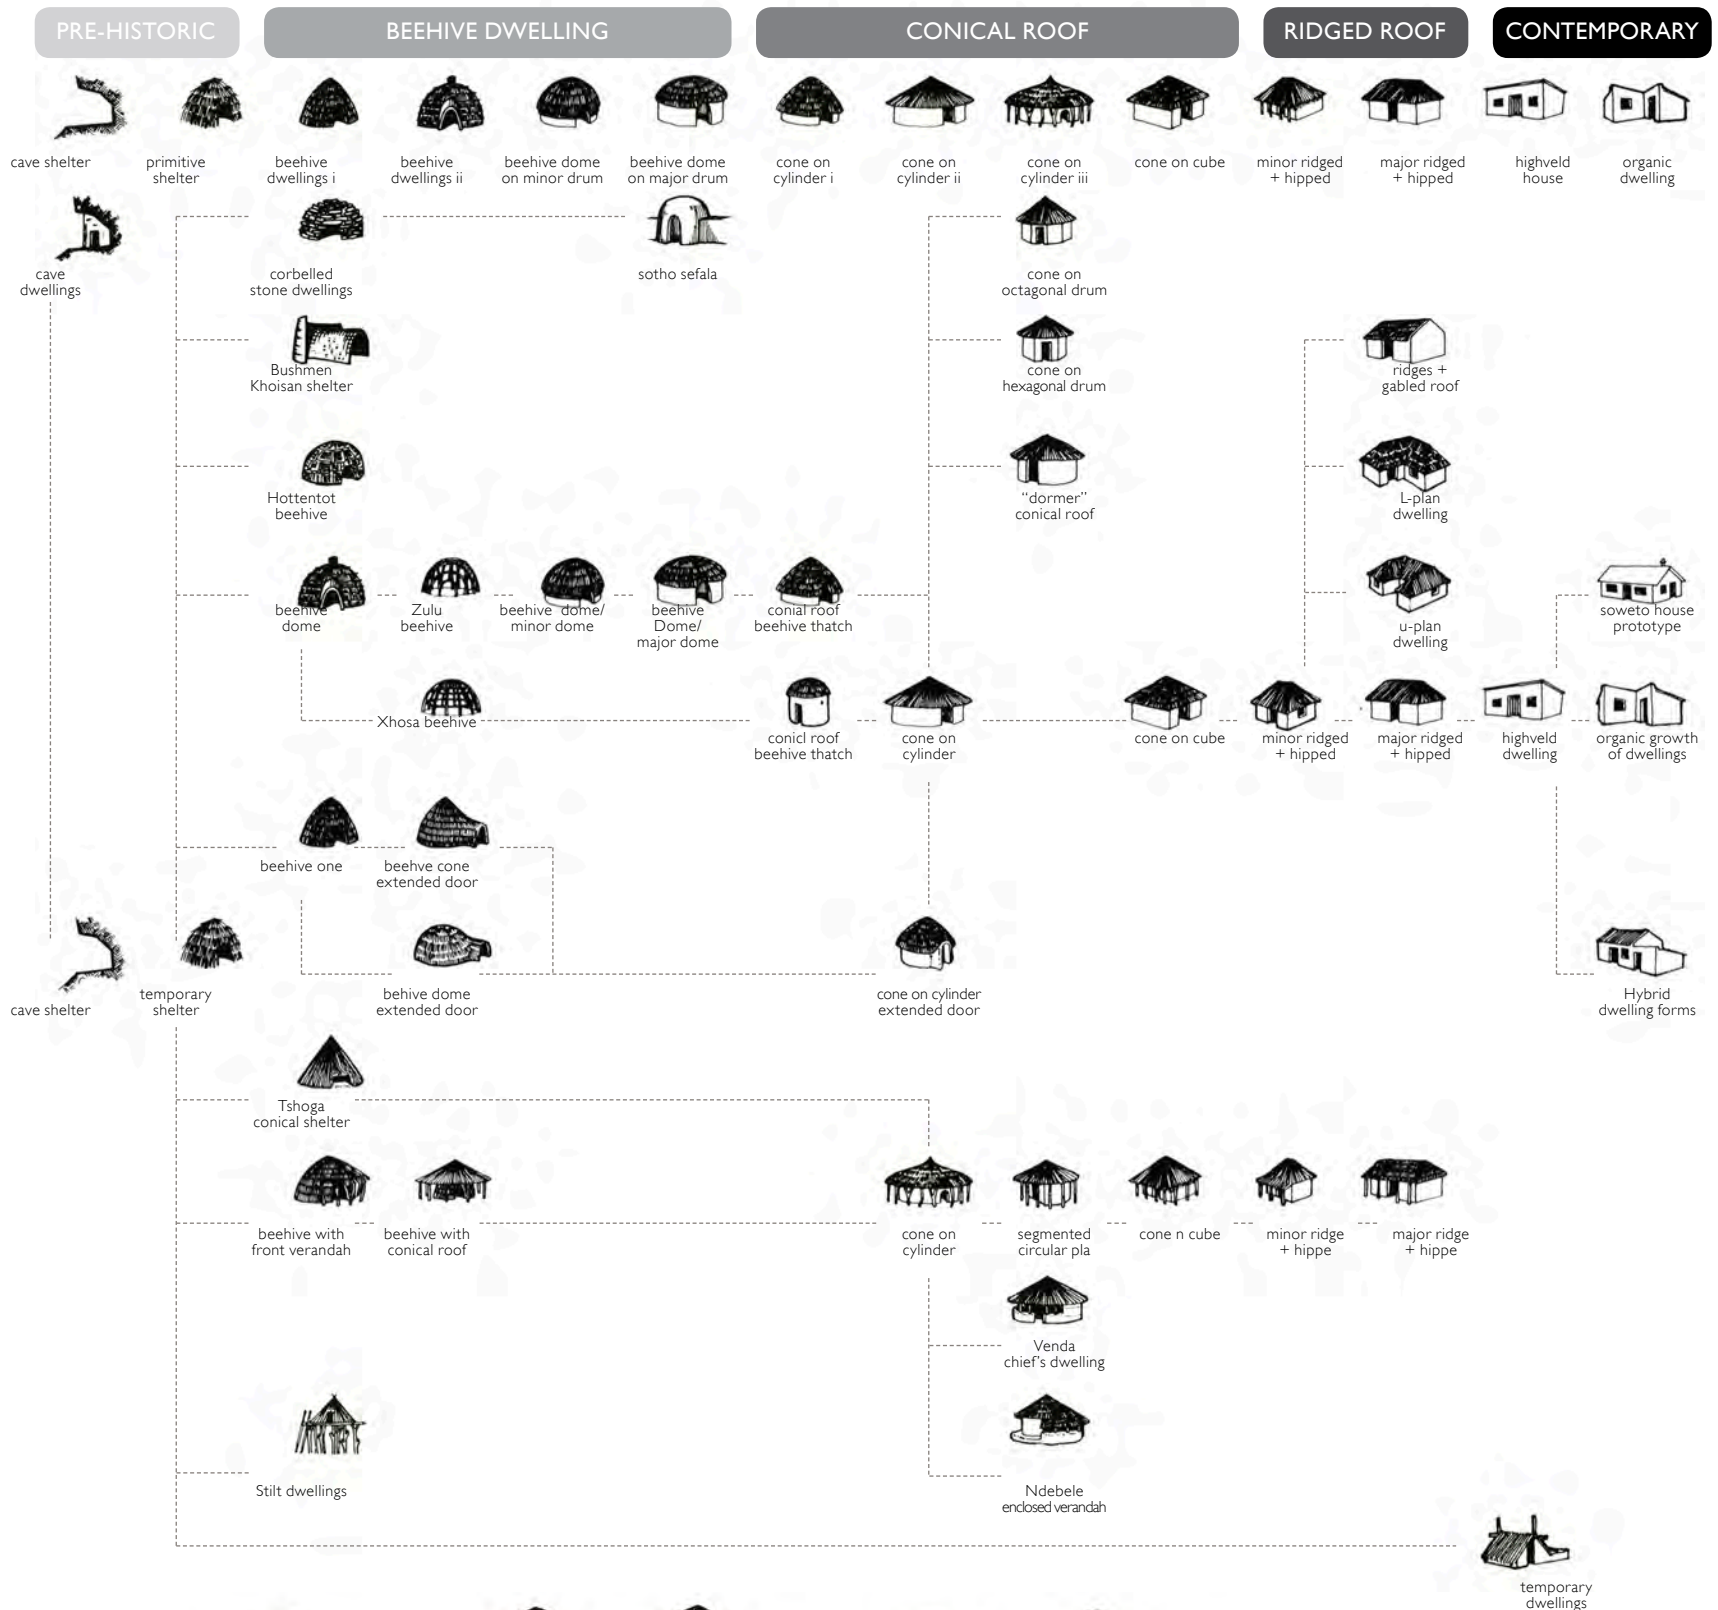 PRE-HISTORIC
BEEHIVE DWELLING
CONICAL ROOF
RIDGED ROOF
CONTEMPORARY
cave shelter
primitive
shelter
beehive
dwellings i
beehive
dwellings ii
beehive dome
on minor drum
beehive dome
on major drum
cone on
cylinder i
cone on
cylinder ii
cone on
cylinder iii
cone on cube
minor ridged
+ hipped
major ridged
+ hipped
highveld
house
organic
dwelling
cave
dwellings
corbelled
stone dwellings
sotho sefala
cone on
octagonal drum
Bushmen
Khoisan shelter
cone on
hexagonal drum
ridges +
gabled roof
Hottentot
beehive
"dormer"
conical roof
L-plan
dwelling
beehive
dome
Zulu
beehive
beehive dome/
minor dome
beehive
Dome/
major dome
conial roof
beehive thatch
u-plan
dwelling
soweto house
prototype
Xhosa beehive
conicl roof
beehive thatch
cone on
cylinder
cone on cube
minor ridged
+ hipped
major ridged
+ hipped
highveld
dwelling
organic growth
of dwellings
beehive one
beehve cone
extended door
cave shelter
temporary
shelter
behive dome
extended door
cone on cylinder
extended door
Hybrid
dwelling forms
Tshoga
conical shelter
beehive with
front verandah
beehive with
conical roof
cone on
cylinder
segmented
circular pla
cone n cube
minor ridge
+ hippe
major ridge
+ hippe
Venda
chief's dwelling
Stilt dwellings
Ndebele
enclosed verandah
temporary
dwellings